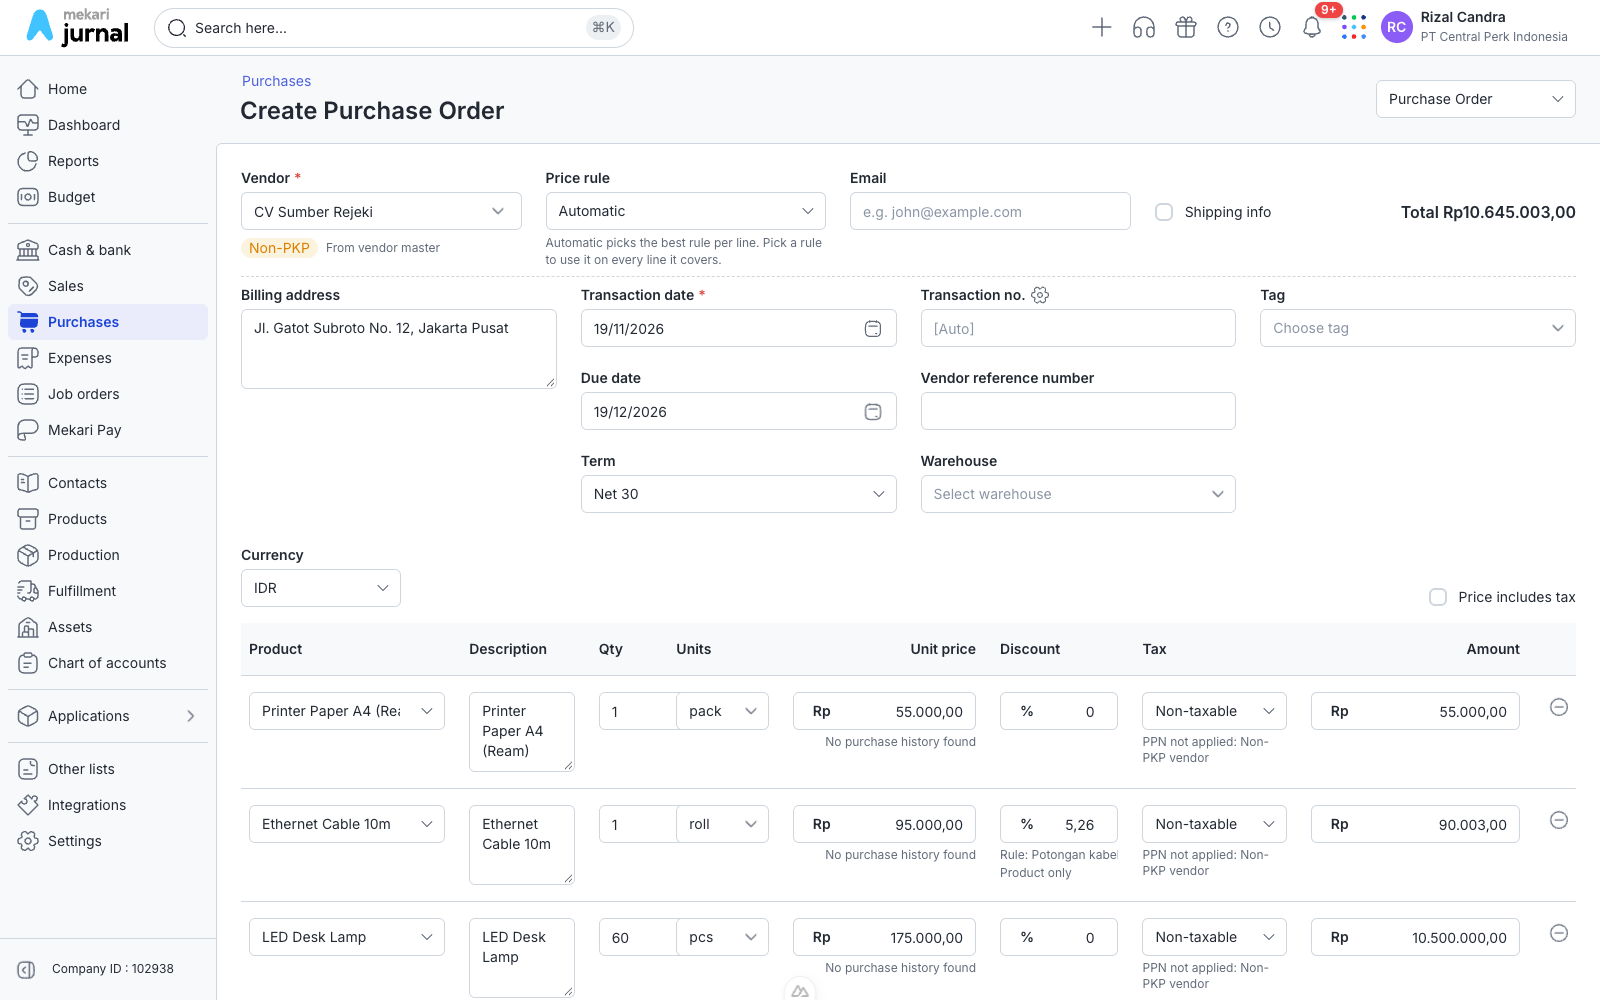 mekari
jurnal
Search here...
⌘K
9+
RC
Rizal Candra
PT Central Perk Indonesia
Home
Dashboard
Reports
Budget
Cash & bank
Sales
Purchases
Expenses
Job orders
Mekari Pay
Contacts
Products
Production
Fulfillment
Assets
Chart of accounts
Applications
Other lists
Integrations
Settings
Company ID : 102938
Purchases
Create Purchase Order
Purchase Order
Vendor *
CV Sumber Rejeki
Non-PKP From vendor master
Price rule
Automatic
Automatic picks the best rule per line. Pick a rule
to use it on every line it covers.
Email
e.g. john@example.com
Shipping info
Total Rp10.645.003,00
Billing address
Jl. Gatot Subroto No. 12, Jakarta Pusat
Transaction date *
19/11/2026
Transaction no.
[Auto]
Tag
Choose tag
Due date
19/12/2026
Vendor reference number
Term
Net 30
Warehouse
Select warehouse
Currency
IDR
Price includes tax
Product Description Qty Units Unit price Discount Tax Amount
Printer Paper A4 (Rea
Printer
Paper A4
(Ream)
1 pack Rp 55.000,00
No purchase history found
% 0
Non-taxable
PPN not applied: Non-
PKP vendor
Rp 55.000,00
Ethernet Cable 10m
Ethernet
Cable 10m
1 roll Rp 95.000,00
No purchase history found
% 5,26
Rule: Potongan kabel
Product only
Non-taxable
PPN not applied: Non-
PKP vendor
Rp 90.003,00
LED Desk Lamp
LED Desk
Lamp
60 pcs Rp 175.000,00
No purchase history found
% 0
Non-taxable
PPN not applied: Non-
PKP vendor
Rp 10.500.000,00